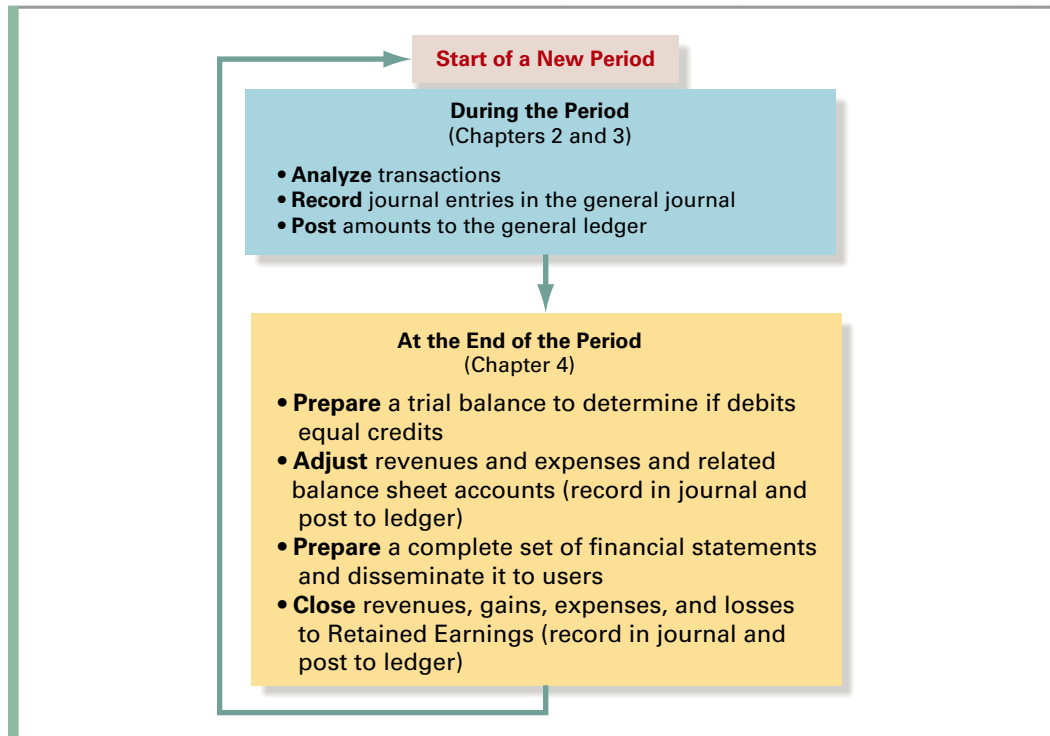 Start of a New Period
During the Period
(Chapters 2 and 3)
• Analyze transactions
• Record journal entries in the general journal
• Post amounts to the general ledger
At the End of the Period
(Chapter 4)
• Prepare a trial balance to determine if debits
equal credits
• Adjust revenues and expenses and related
balance sheet accounts (record in journal and
post to ledger)
• Prepare a complete set of financial statements
and disseminate it to users
• Close revenues, gains, expenses, and losses
to Retained Earnings (record in journal and
post to ledger)